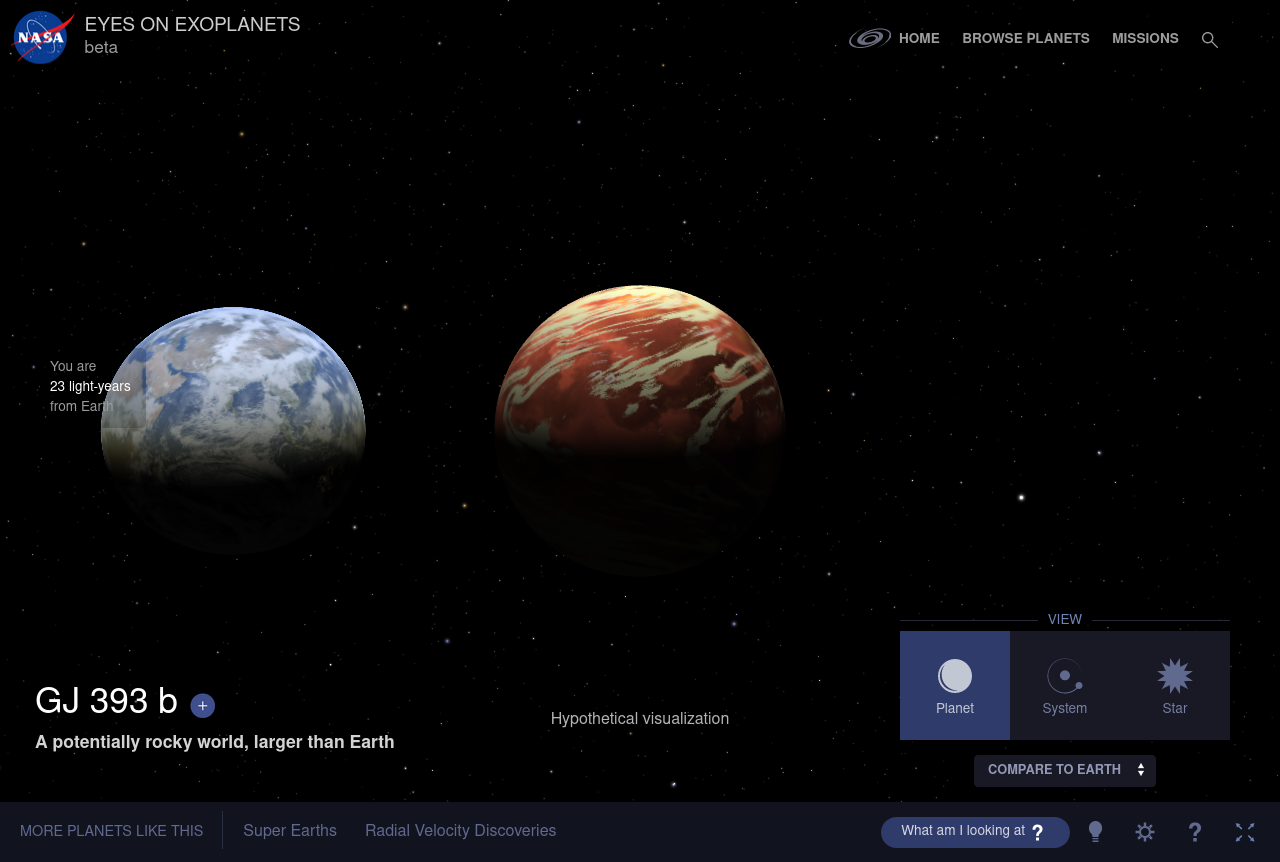 NASA
EYES ON EXOPLANETS
beta
HOME
BROWSE PLANETS
MISSIONS
You are
23 light-years
from Earth
GJ 393 b +
A potentially rocky world, larger than Earth
Hypothetical visualization
VIEW
Planet
System
Star
COMPARE TO EARTH
MORE PLANETS LIKE THIS
Super Earths
Radial Velocity Discoveries
What am I looking at ?
?